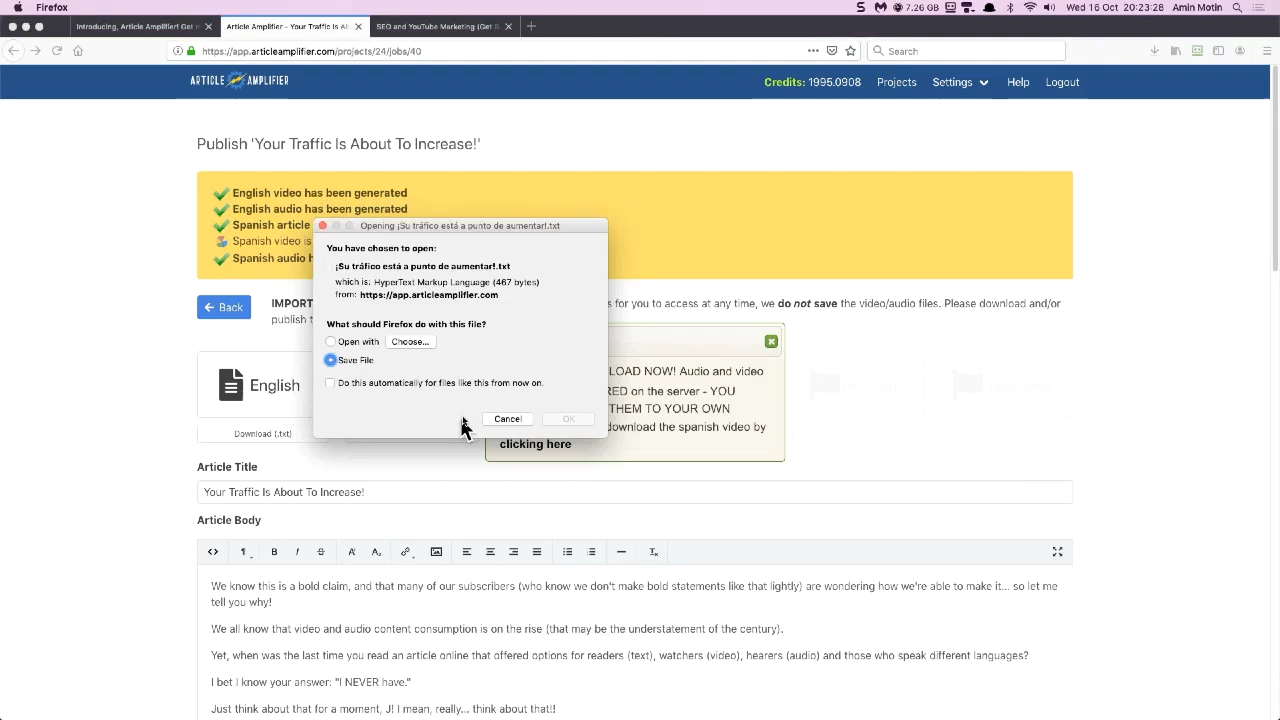 Firefox
7.26 GB
Wed 16 Oct 20:23:28 Amin Motin
Introducing, Article Amplifier! Get in
Article Amplifier - Your Traffic Is Ab
SEO and YouTube Marketing (Get R
https://app.articleamplifier.com/projects/24/jobs/40
Search
ARTICLE AMPLIFIER
Credits: 1995.0908
Projects
Settings
Help
Logout
Publish 'Your Traffic Is About To Increase!'
English video has been generated
English audio has been generated
Spanish article
Spanish video is
Spanish audio h
Opening ¡Su tráfico está a punto de aumentar!.txt
You have chosen to open:
¡Su tráfico está a punto de aumentar!.txt
which is: HyperText Markup Language (467 bytes)
from: https://app.articleamplifier.com
What should Firefox do with this file?
Open with Choose...
Save File
Do this automatically for files like this from now on.
Cancel OK
Back
IMPORT
s for you to access at any time, we do not save the video/audio files. Please download and/or
publish t
LOAD NOW! Audio and video
RED on the server - YOU
THEM TO YOUR OWN
download the spanish video by
clicking here
English
Download (.txt)
Article Title
Your Traffic Is About To Increase!
Article Body
We know this is a bold claim, and that many of our subscribers (who know we don't make bold statements like that lightly) are wondering how we're able to make it... so let me
tell you why!
We all know that video and audio content consumption is on the rise (that may be the understatement of the century).
Yet, when was the last time you read an article online that offered options for readers (text), watchers (video), hearers (audio) and those who speak different languages?
I bet I know your answer: "I NEVER have."
Just think about that for a moment, J! I mean, really... think about that!!